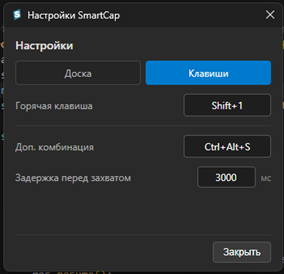 Настройки SmartCap
Настройки
Доска
Клавиши
Горячая клавиша
Shift+1
Доп. комбинация
Ctrl+Alt+S
Задержка перед захватом
3000 мс
Закрыть